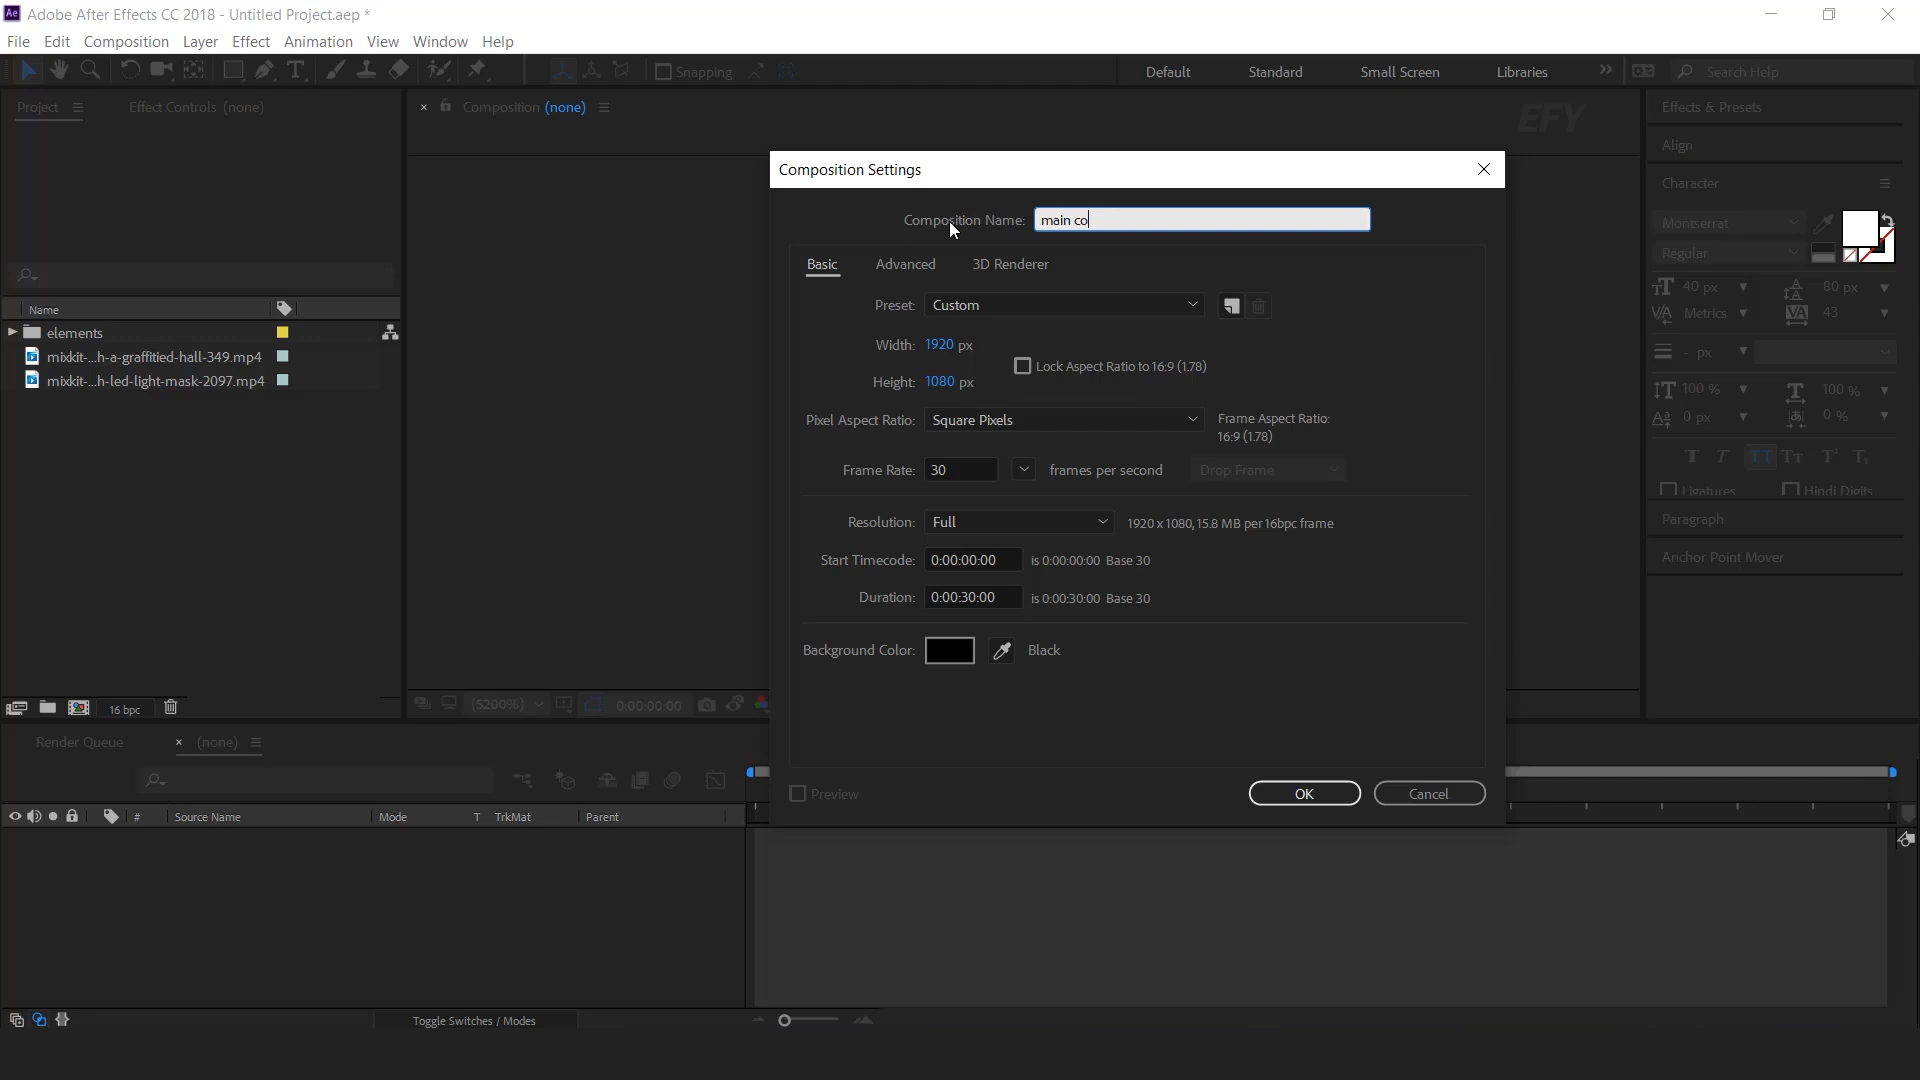 Ae Adobe After Effects CC 2018 - Untitled Project.aep *
File Edit Composition Layer Effect Animation View Window Help
Snapping Default Standard Small Screen Libraries Search Help
Project Effect Controls (none) Composition (none) EFY Effects & Presets
Align
Composition Settings
Character
Composition Name: main co
Montserrat
Regular
Basic Advanced 3D Renderer
40 px 80 px
Preset: Custom
Name
Metrics 43
elements
Width: 1920 px
- px
mixkit-...h-a-graffitied-hall-349.mp4
Lock Aspect Ratio to 16:9 (1.78)
mixkit-...h-led-light-mask-2097.mp4
Height: 1080 px
100 % 100 %
Pixel Aspect Ratio: Square Pixels Frame Aspect Ratio:
16:9 (1.78)
0 px 0 %
Frame Rate: 30 frames per second Drop Frame
Ligatures Hindi Digits
Resolution: Full 1920 x 1080, 15.8 MB per 16bpc frame
Paragraph
Start Timecode: 0:00:00:00 is 0:00:00:00 Base 30
Anchor Point Mover
Duration: 0:00:30:00 is 0:00:30:00 Base 30
Background Color: Black
16 bpc (5200%) 0:00:00:00
Render Queue (none)
Preview OK Cancel
# Source Name Mode T TrkMat Parent
Toggle Switches / Modes